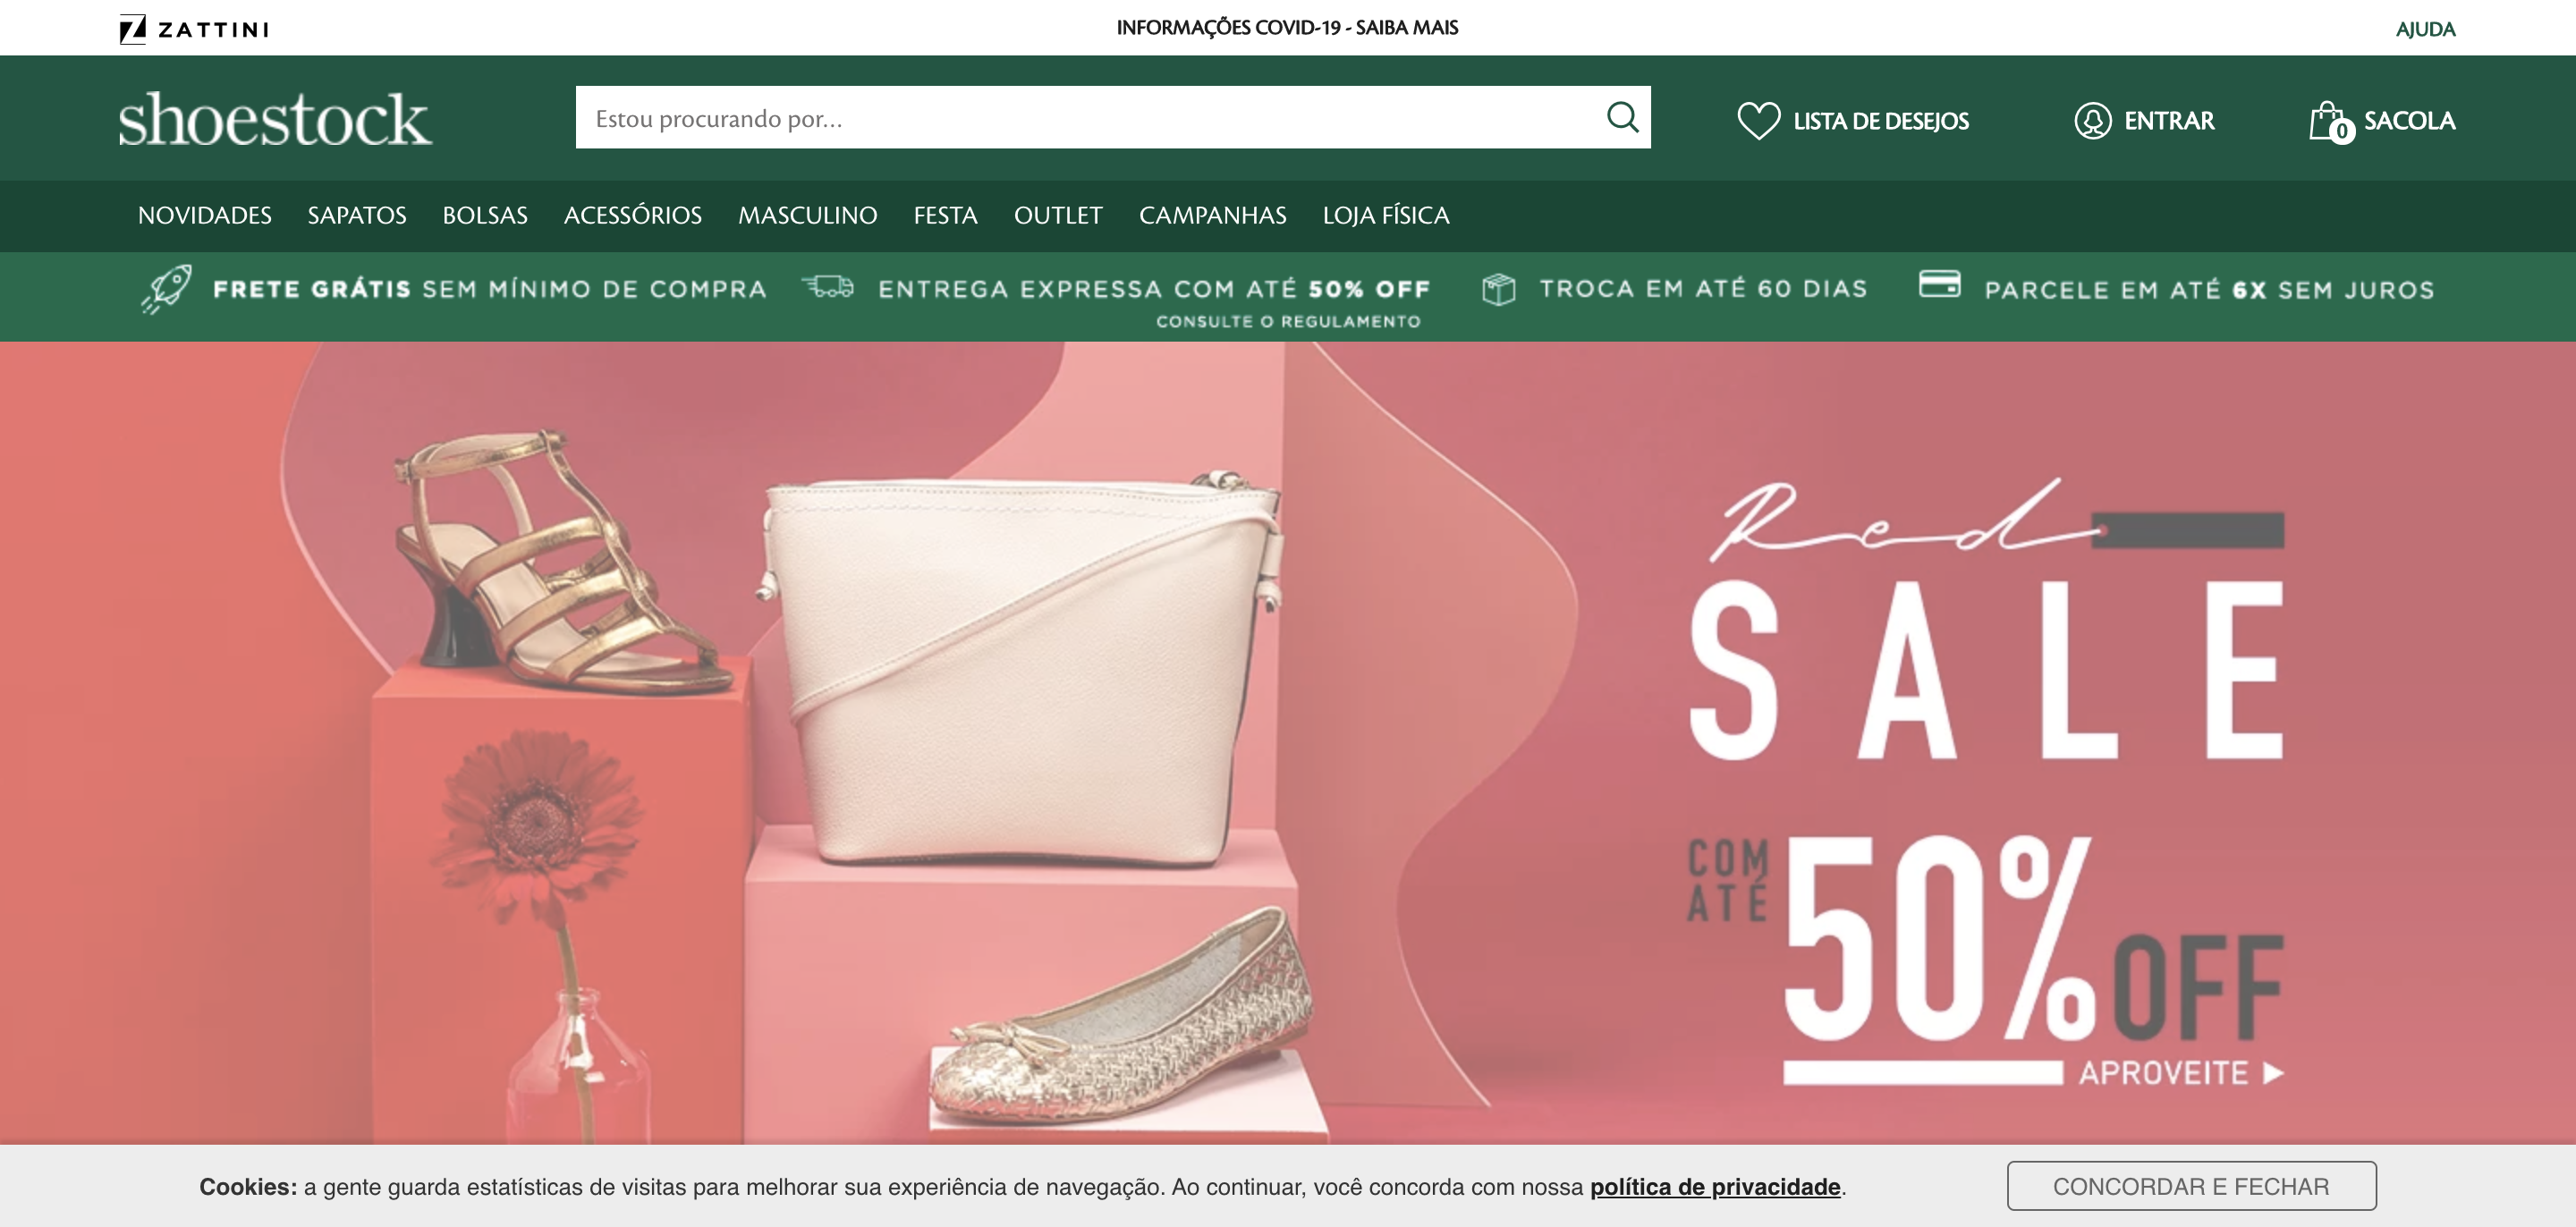 ZATTINI
INFORMAÇÕES COVID-19 - SAIBA MAIS
AJUDA
shoestock
Estou procurando por...
LISTA DE DESEJOS
ENTRAR
0
SACOLA
NOVIDADES
SAPATOS
BOLSAS
ACESSÓRIOS
MASCULINO
FESTA
OUTLET
CAMPANHAS
LOJA FÍSICA
FRETE GRÁTIS SEM MÍNIMO DE COMPRA
ENTREGA EXPRESSA COM ATÉ 50% OFF
CONSULTE O REGULAMENTO
TROCA EM ATÉ 60 DIAS
PARCELE EM ATÉ 6X SEM JUROS
Red
SALE
COM
ATÉ
50% OFF
APROVEITE
Cookies: a gente guarda estatísticas de visitas para melhorar sua experiência de navegação. Ao continuar, você concorda com nossa política de privacidade.
CONCORDAR E FECHAR